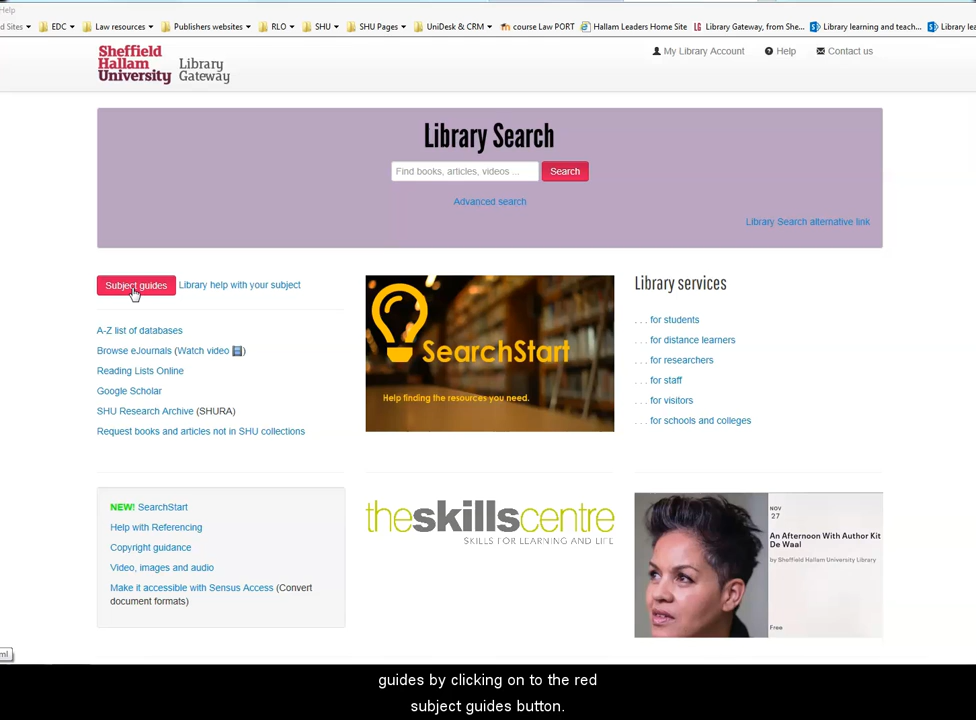 Help
d Sites EDC Law resources Publishers websites RLO SHU SHU Pages UniDesk & CRM course Law PORT Hallam Leaders Home Site Library Gateway, from She... Library learning and teach... Library lea
Sheffield
Hallam
University
Library
Gateway
My Library Account Help Contact us
Library Search
Find books, articles, videos ... Search
Advanced search
Library Search alternative link
Subject guides Library help with your subject
A-Z list of databases
Browse eJournals (Watch video )
Reading Lists Online
Google Scholar
SHU Research Archive (SHURA)
Request books and articles not in SHU collections
SearchStart
Help finding the resources you need.
Library services
. . . for students
. . . for distance learners
. . . for researchers
. . . for staff
. . . for visitors
. . . for schools and colleges
NEW! SearchStart
Help with Referencing
Copyright guidance
Video, images and audio
Make it accessible with Sensus Access (Convert
document formats)
theskillscentre
SKILLS FOR LEARNING AND LIFE
NOV
27
An Afternoon With Author Kit
De Waal
by Sheffield Hallam University Library
Free
ml
guides by clicking on to the red
subject guides button.